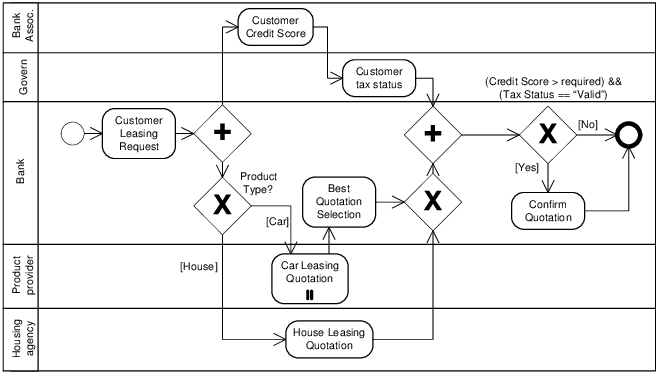 Bank
Assoc.
Customer
Credit Score
Govern
Customer
tax status
(Credit Score > required) &&
(Tax Status == “Valid”)
Bank
Customer
Leasing
Request
+
+
X
[No]
Product
Type?
X
[Car]
Best
Quotation
Selection
X
[Yes]
Confirm
Quotation
Product
provider
[House]
Car Leasing
Quotation
Housing
agency
House Leasing
Quotation